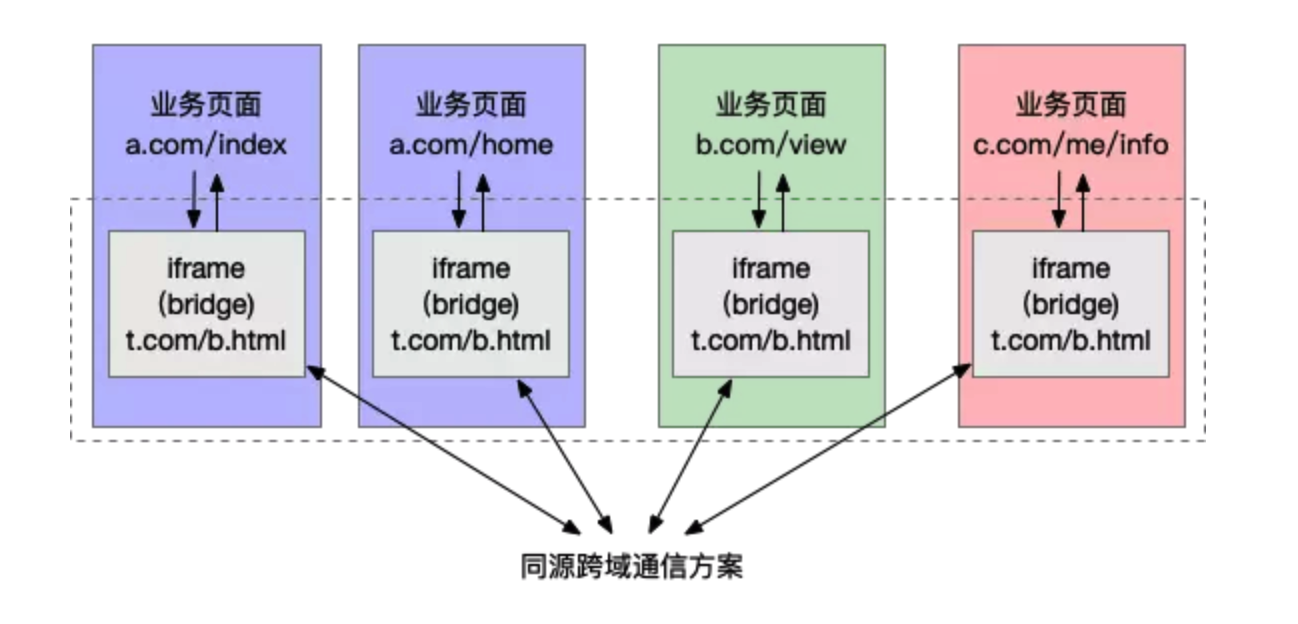 业务页面
a.com/index
iframe
(bridge)
t.com/b.html
业务页面
a.com/home
iframe
(bridge)
t.com/b.html
业务页面
b.com/view
iframe
(bridge)
t.com/b.html
业务页面
c.com/me/info
iframe
(bridge)
t.com/b.html
同源跨域通信方案